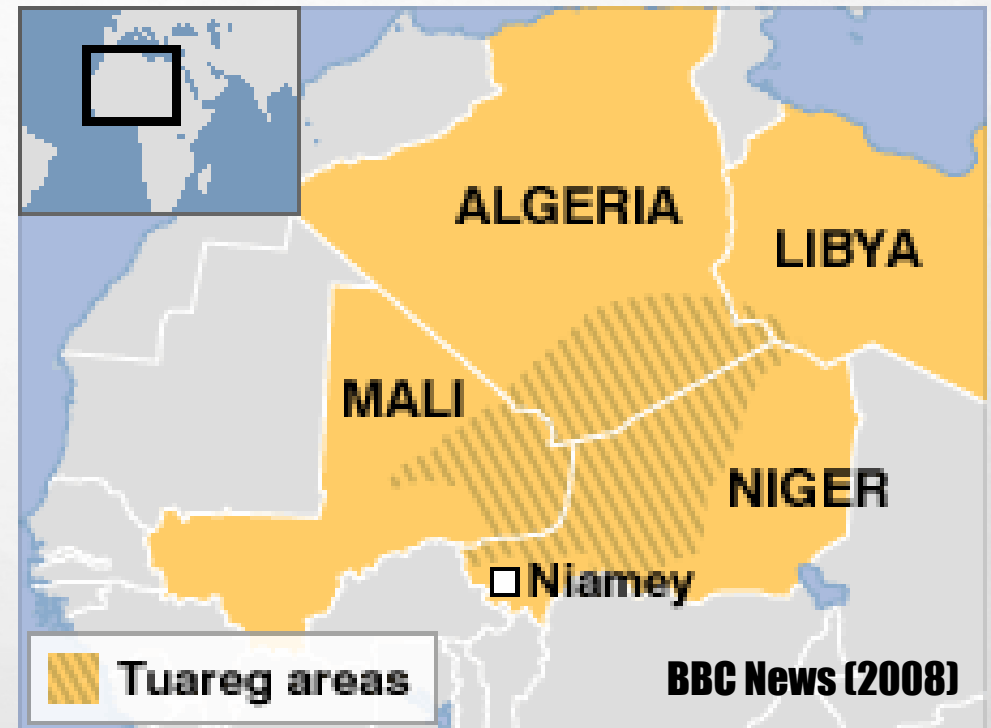 ALGERIA
LIBYA
MALI
NIGER
Niamey
Tuareg areas
BBC News (2008)